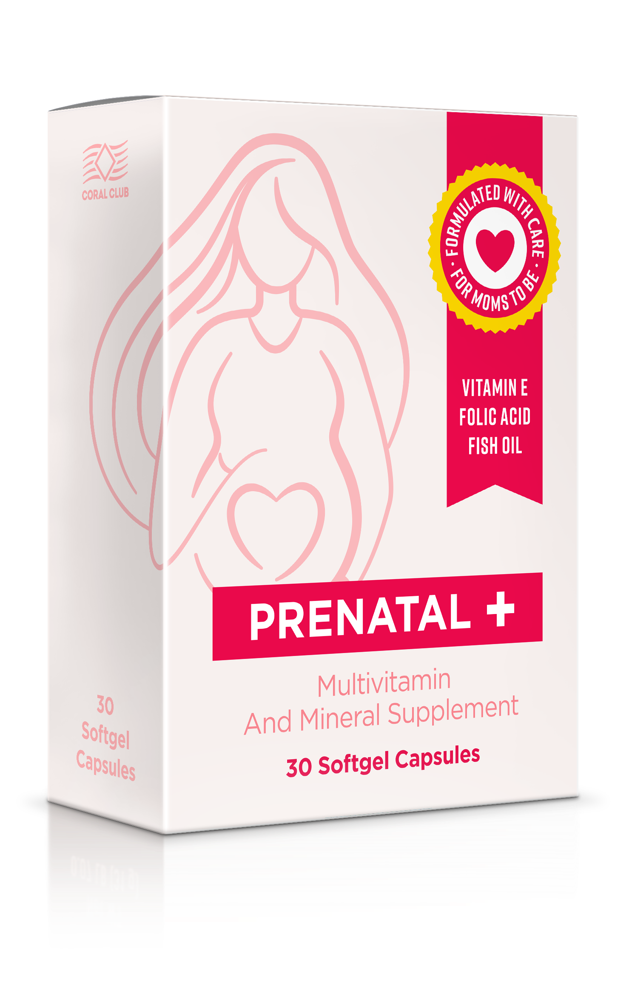 CORAL CLUB
30
Softgel
Capsules
· FORMULATED WITH CARE ·
FOR MOMS TO BE
VITAMIN E
FOLIC ACID
FISH OIL
PRENATAL +
Multivitamin
And Mineral Supplement
30 Softgel Capsules